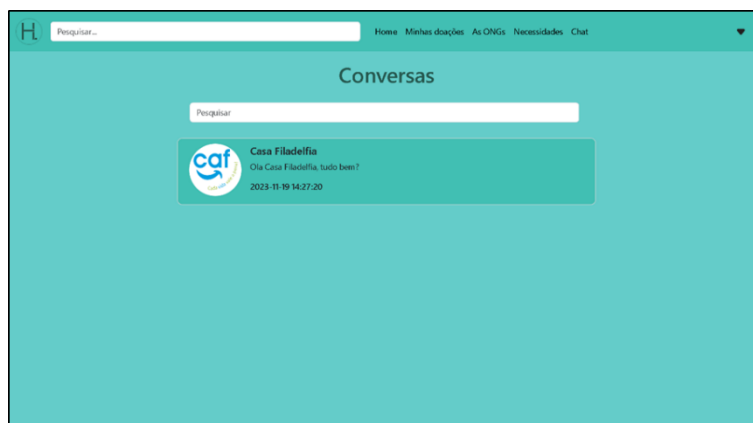 H
Pesquisar...
Home Minhas doações As ONGs Necessidades Chat
Conversas
Pesquisar
caf
Casa Filadelfia
Ola Casa Filadelfia, tudo bem?
2023-11-19 14:27:20